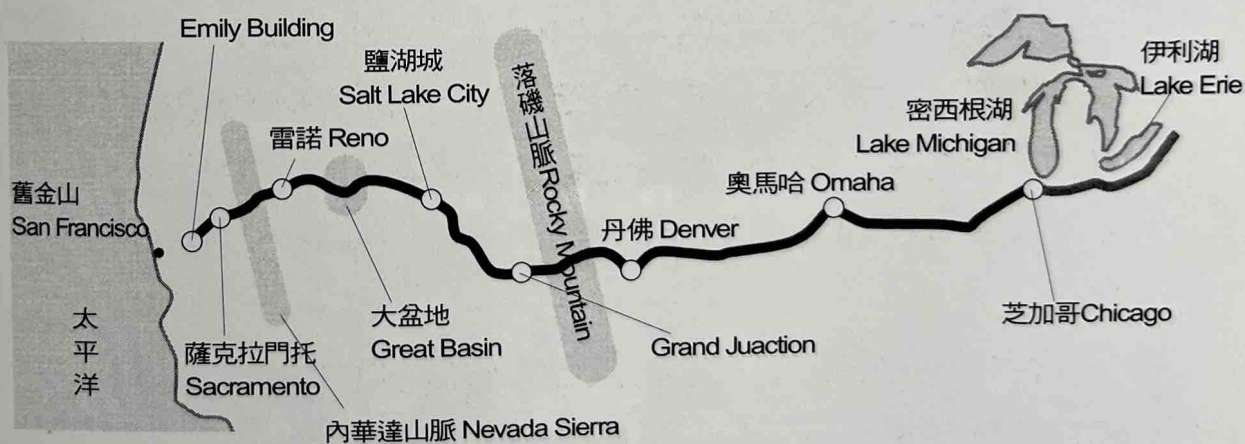 Emily Building
鹽湖城
Salt Lake City
雷諾 Reno
舊金山
San Francisco
太平洋
薩克拉門托
Sacramento
內華達山脈 Nevada Sierra
大盆地
Great Basin
落磯山脈Rocky Mountain
Grand Juaction
丹佛 Denver
奧馬哈 Omaha
密西根湖
Lake Michigan
伊利湖
Lake Erie
芝加哥Chicago